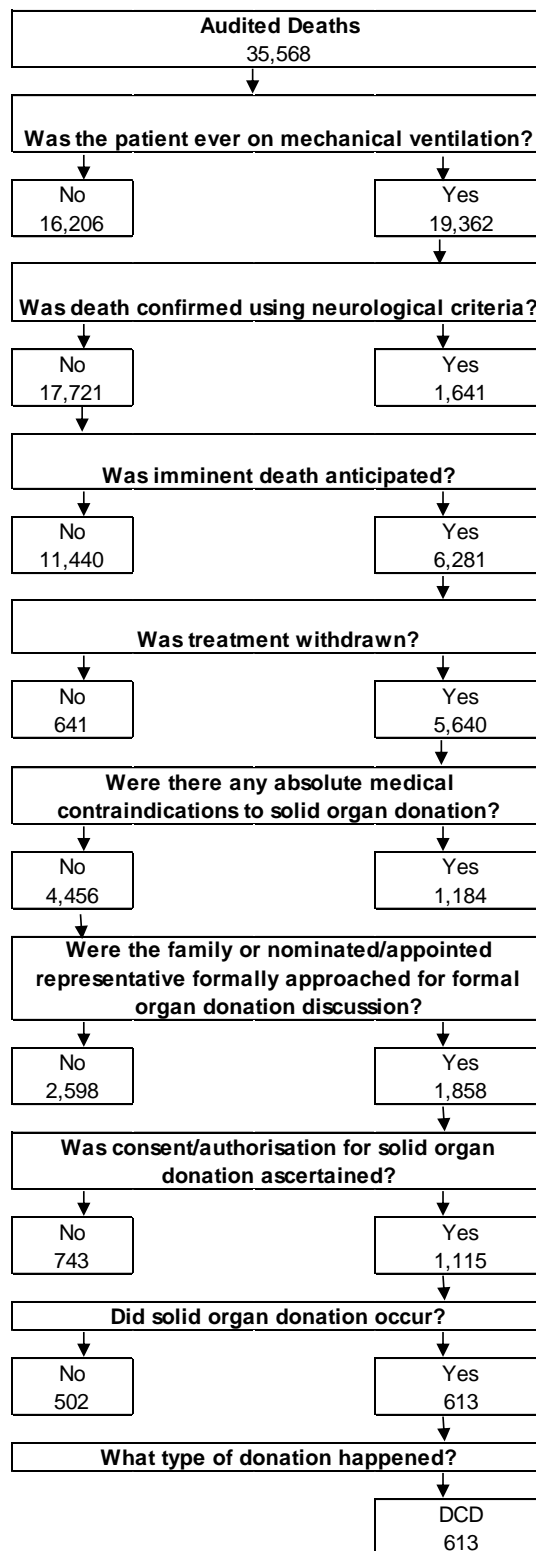 Audited Deaths
35,568
Was the patient ever on mechanical ventilation?
No
16,206
Yes
19,362
Was death confirmed using neurological criteria?
No
17,721
Yes
1,641
Was imminent death anticipated?
No
11,440
Yes
6,281
Was treatment withdrawn?
No
641
Yes
5,640
Were there any absolute medical
contraindications to solid organ donation?
No
4,456
Yes
1,184
Were the family or nominated/appointed
representative formally approached for formal
organ donation discussion?
No
2,598
Yes
1,858
Was consent/authorisation for solid organ
donation ascertained?
No
743
Yes
1,115
Did solid organ donation occur?
No
502
Yes
613
What type of donation happened?
DCD
613